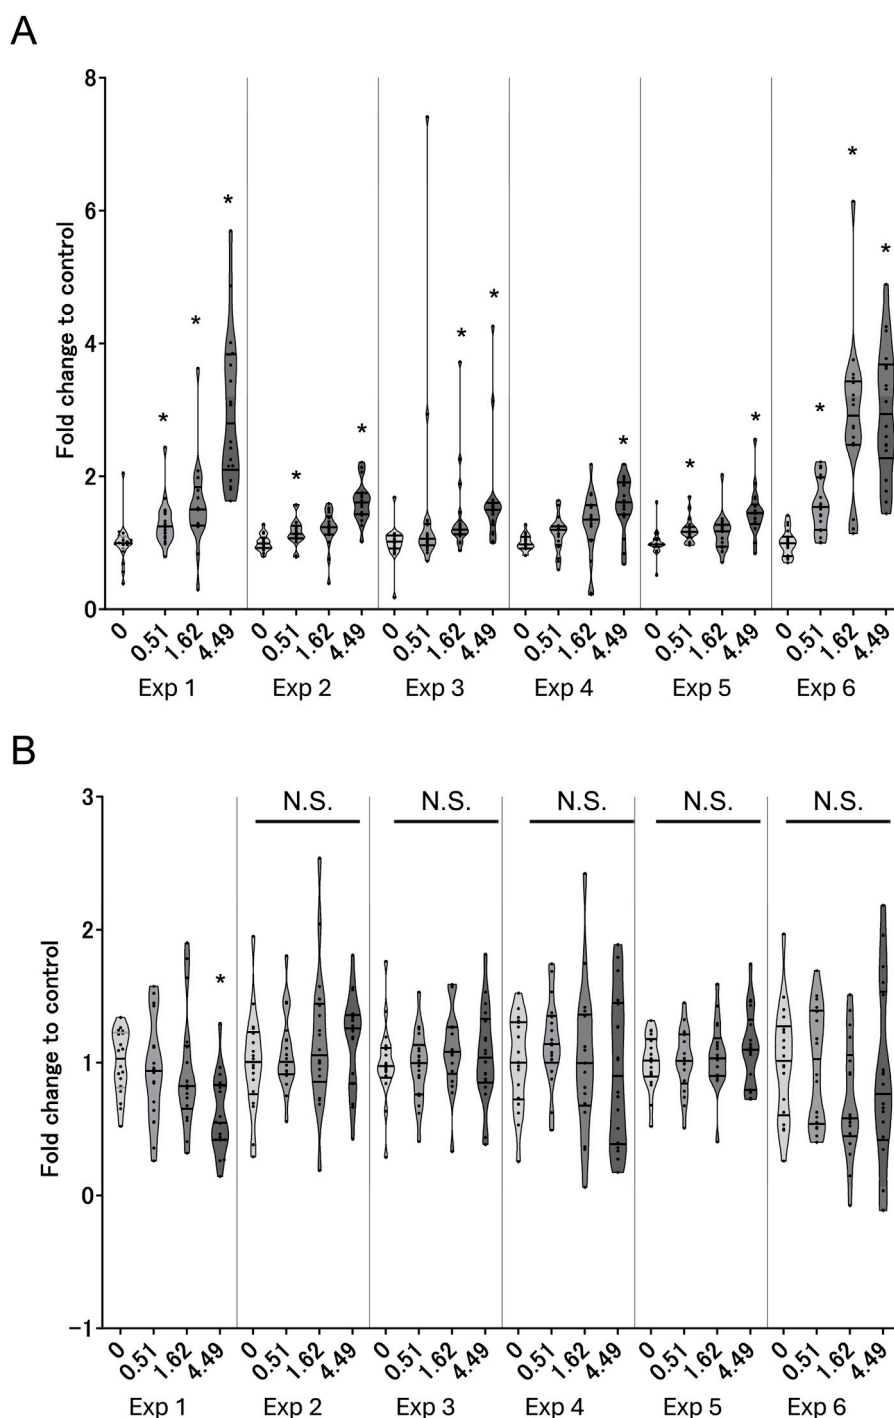 A
Fold change to control
8
6
4
2
0
* * * * * * * * * * * * * *
0 0.51 1.62 4.49 0 0.51 1.62 4.49 0 0.51 1.62 4.49 0 0.51 1.62 4.49 0 0.51 1.62 4.49 0 0.51 1.62 4.49
Exp 1 Exp 2 Exp 3 Exp 4 Exp 5 Exp 6
B
Fold change to control
3
2
1
0
−1
N.S. N.S. N.S. N.S. N.S.
*
0 0.51 1.62 4.49 0 0.51 1.62 4.49 0 0.51 1.62 4.49 0 0.51 1.62 4.49 0 0.51 1.62 4.49 0 0.51 1.62 4.49
Exp 1 Exp 2 Exp 3 Exp 4 Exp 5 Exp 6